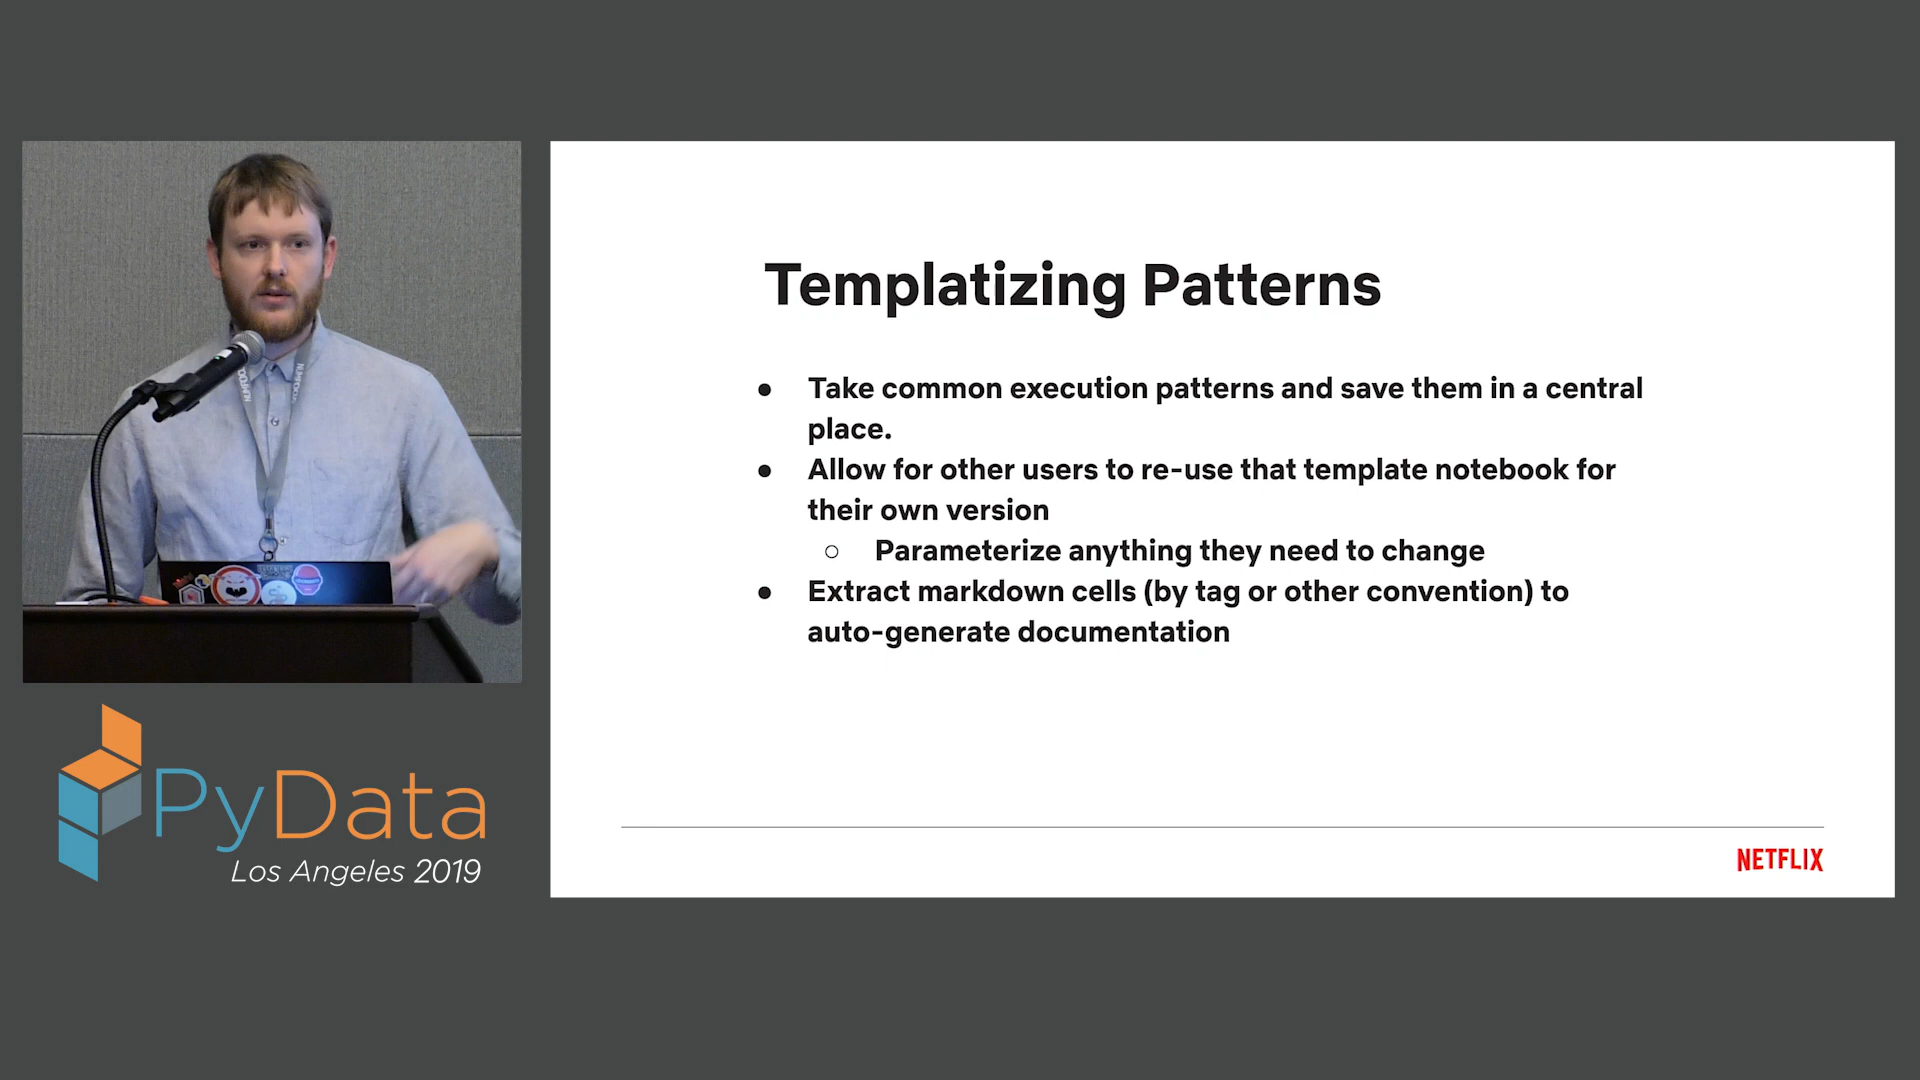 Templatizing Patterns
● Take common execution patterns and save them in a central
place.
● Allow for other users to re-use that template notebook for
their own version
○ Parameterize anything they need to change
● Extract markdown cells (by tag or other convention) to
auto-generate documentation
NETFLIX
PyData
Los Angeles 2019